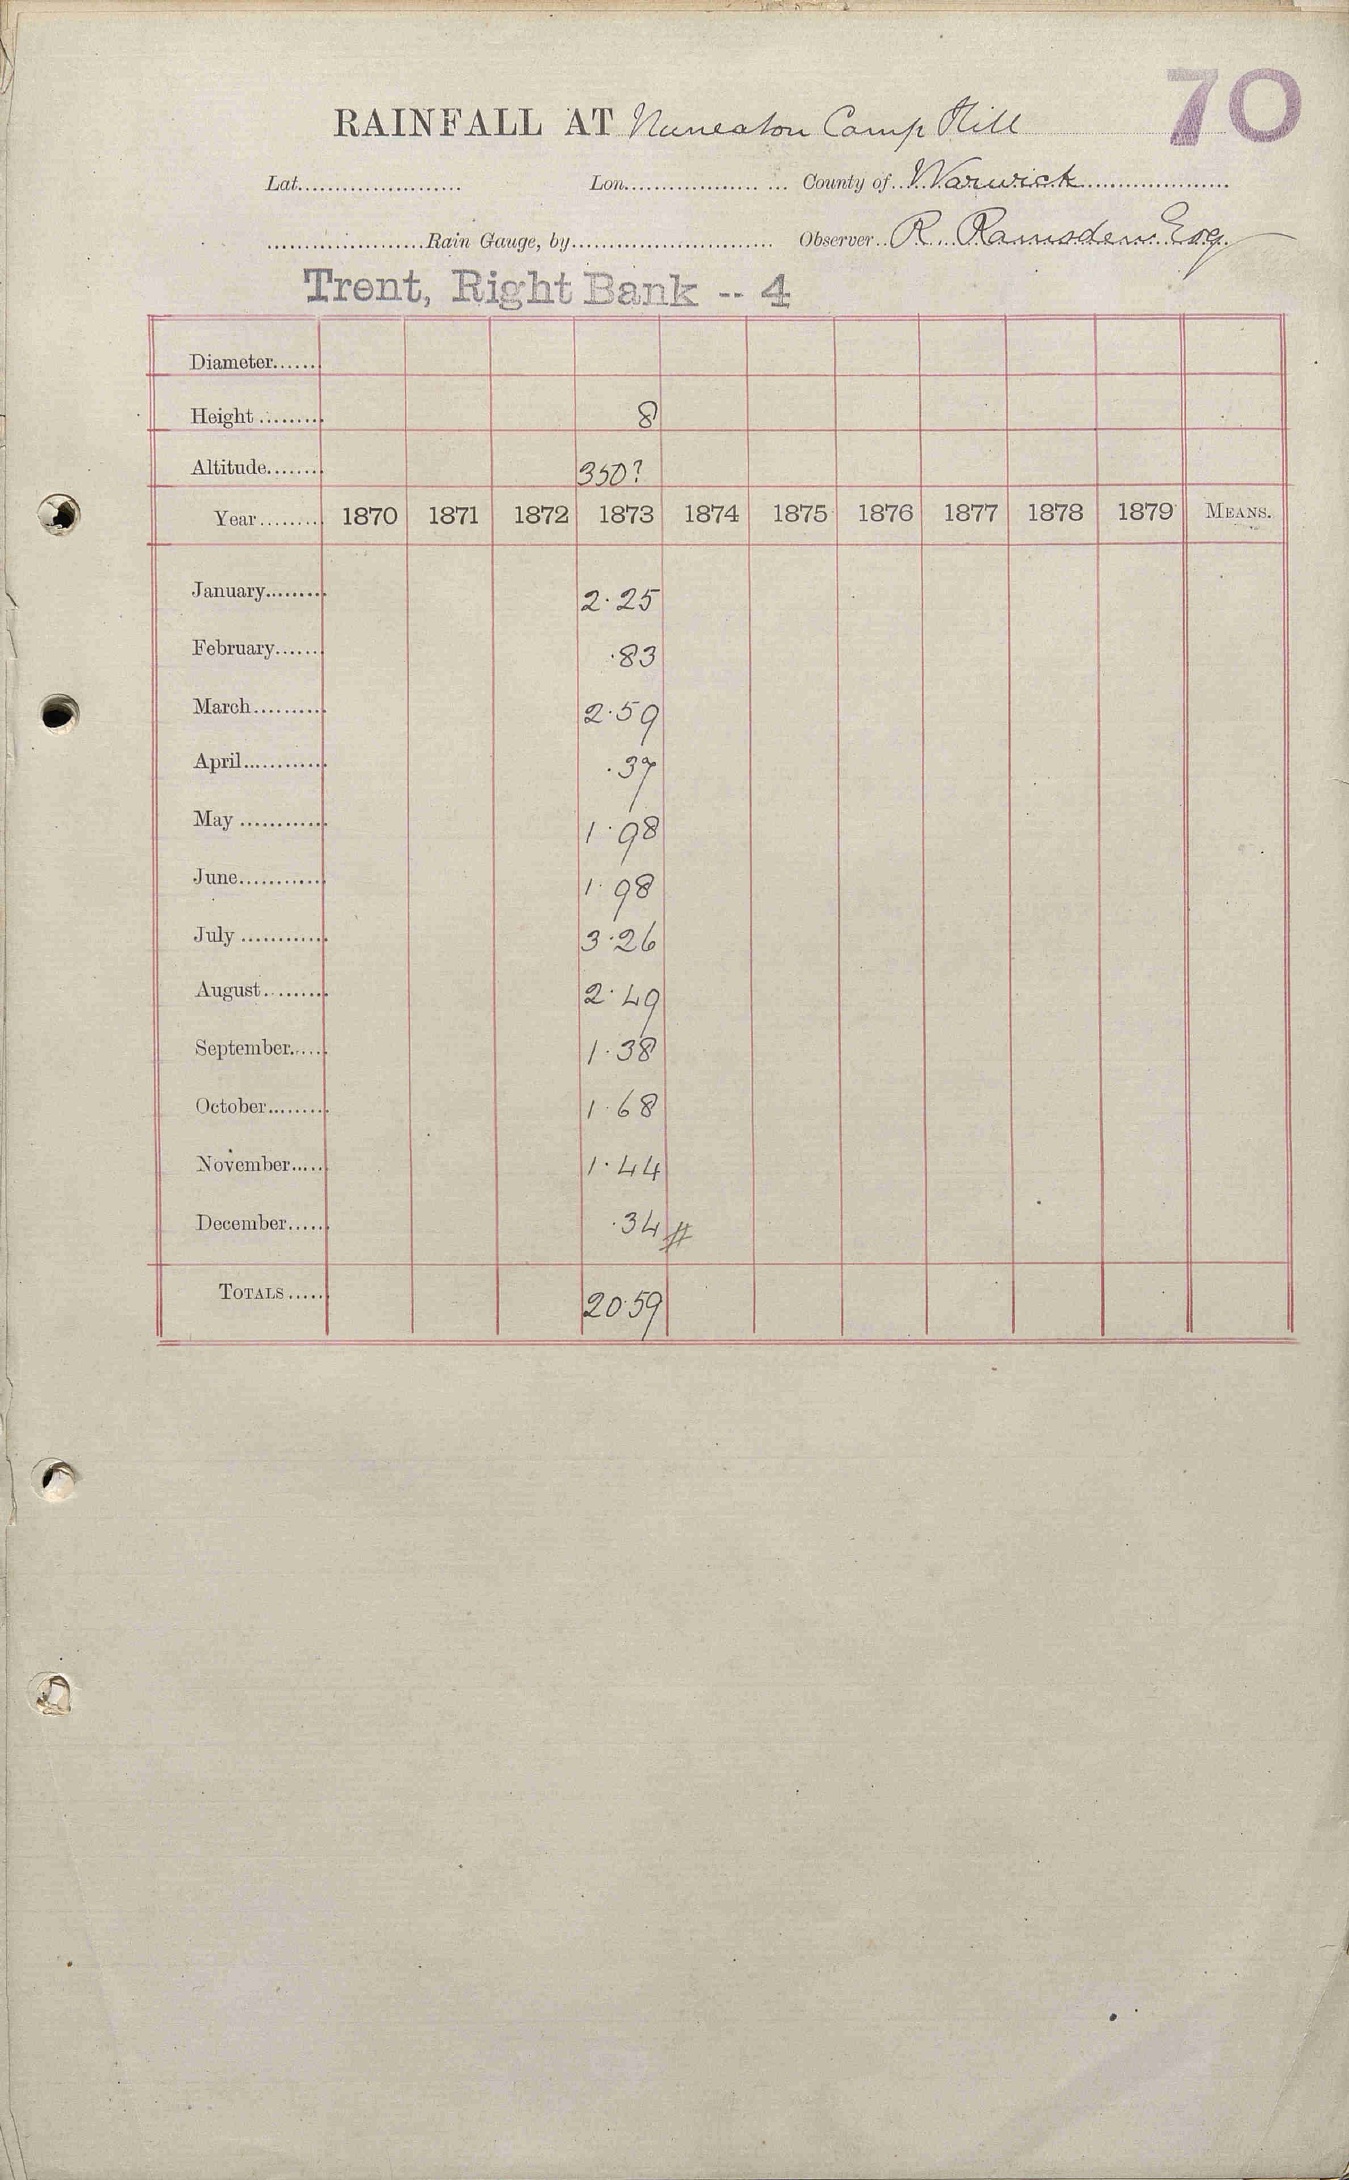 70
RAINFALL AT Nuneaton Camp Hill
Lat. Lon. County of Warwick
Rain Gauge, by Observer R. Ramsden Esq.
Trent, Right Bank -- 4
Diameter
Height 8
Altitude 350?
Year 1870 1871 1872 1873 1874 1875 1876 1877 1878 1879 MEANS.
January 2.25
February .83
March 2.59
April .37
May 1.98
June 1.98
July 3.26
August 2.49
September 1.38
October 1.68
November 1.44
December .34 #
TOTALS 20.59